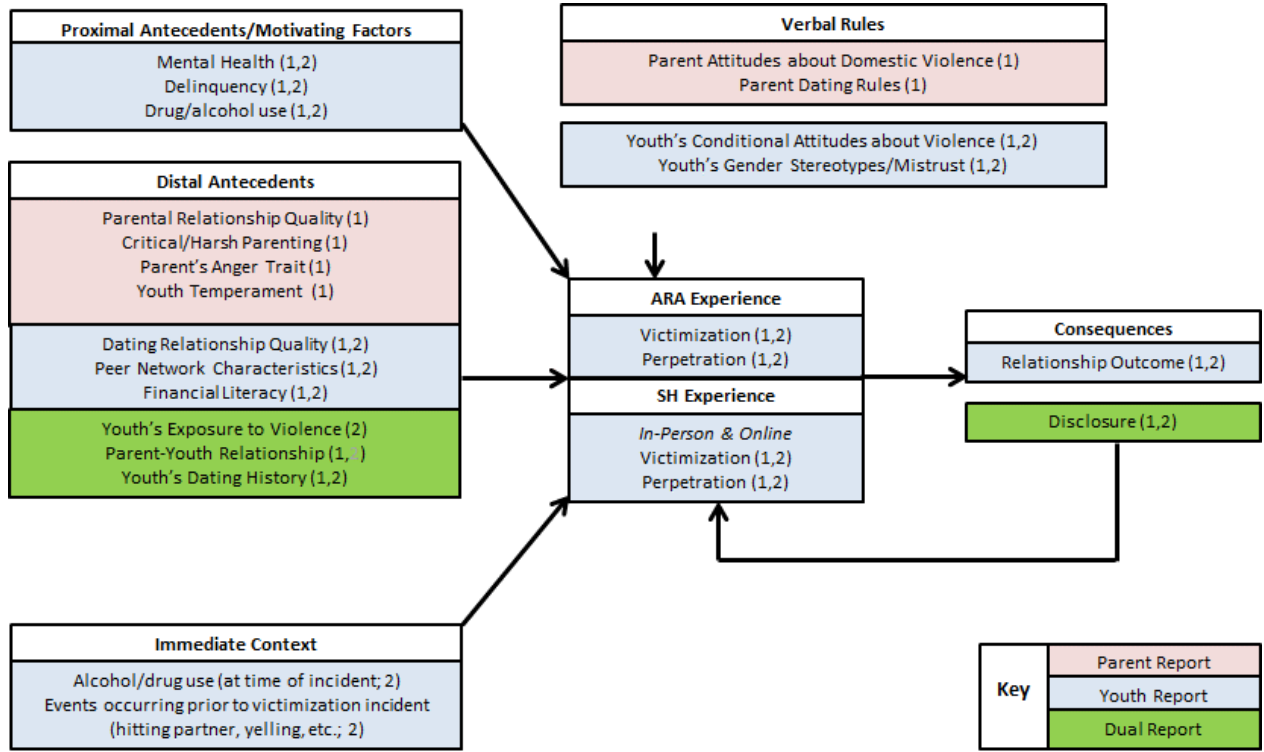 Proximal Antecedents/Motivating Factors
Mental Health (1,2)
Delinquency (1,2)
Drug/alcohol use (1,2)
Verbal Rules
Parent Attitudes about Domestic Violence (1)
Parent Dating Rules (1)
Youth's Conditional Attitudes about Violence (1,2)
Youth's Gender Stereotypes/Mistrust (1,2)
Distal Antecedents
Parental Relationship Quality (1)
Critical/Harsh Parenting (1)
Parent's Anger Trait (1)
Youth Temperament (1)
Dating Relationship Quality (1,2)
Peer Network Characteristics (1,2)
Financial Literacy (1,2)
Youth's Exposure to Violence (2)
Parent-Youth Relationship (1,2)
Youth's Dating History (1,2)
ARA Experience
Victimization (1,2)
Perpetration (1,2)
SH Experience
In-Person & Online
Victimization (1,2)
Perpetration (1,2)
Consequences
Relationship Outcome (1,2)
Disclosure (1,2)
Immediate Context
Alcohol/drug use (at time of incident; 2)
Events occurring prior to victimization incident
(hitting partner, yelling, etc.; 2)
Key
Parent Report
Youth Report
Dual Report